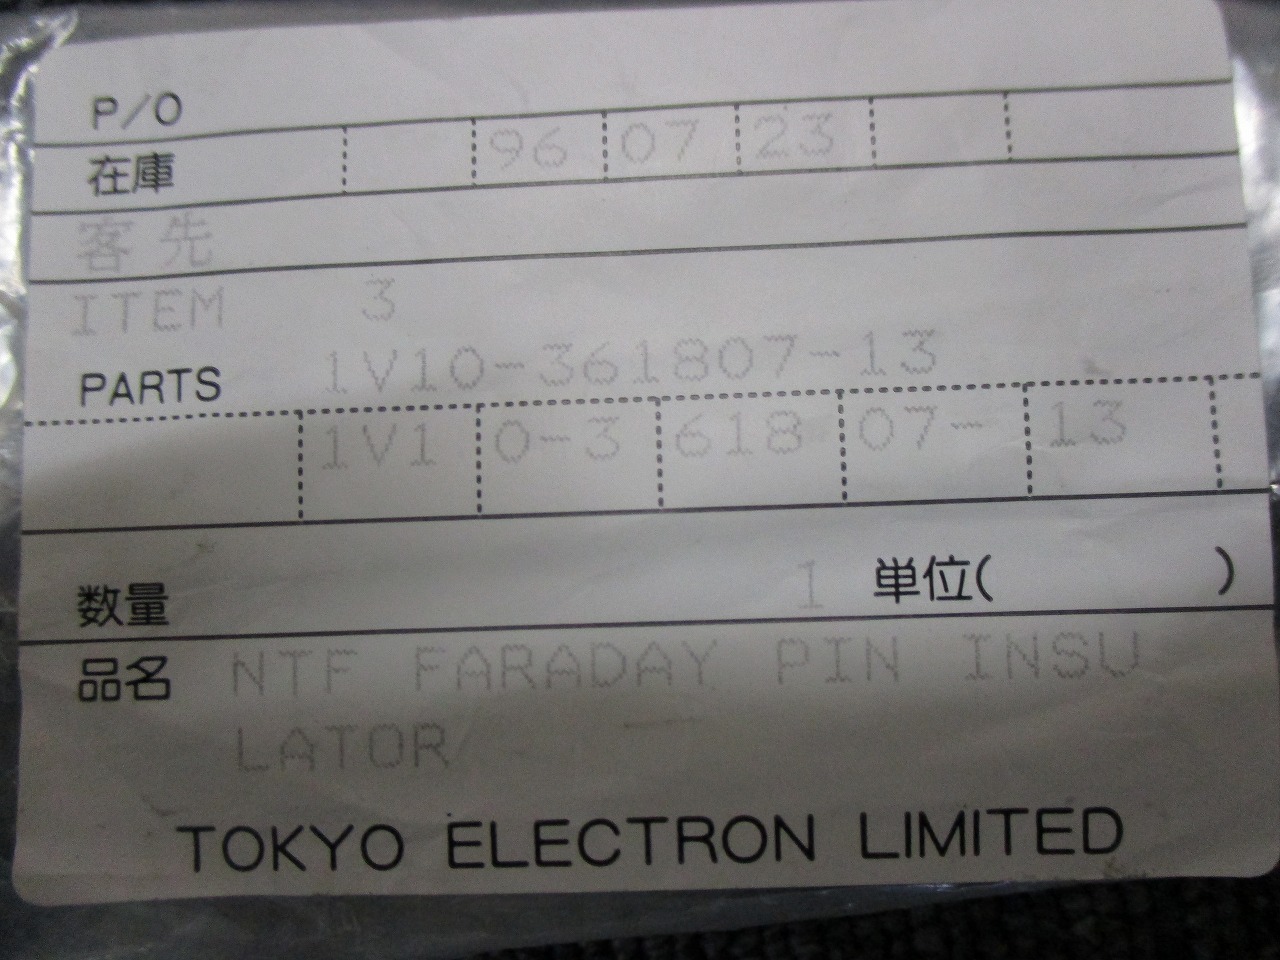 P/O
在庫 96 07 23
客先
ITEM 3
PARTS 1V10-361807-13
1V1 0-3 618 07- 13
数量 1 単位( )
品名 NTF FARADAY PIN INSU
LATOR
TOKYO ELECTRON LIMITED